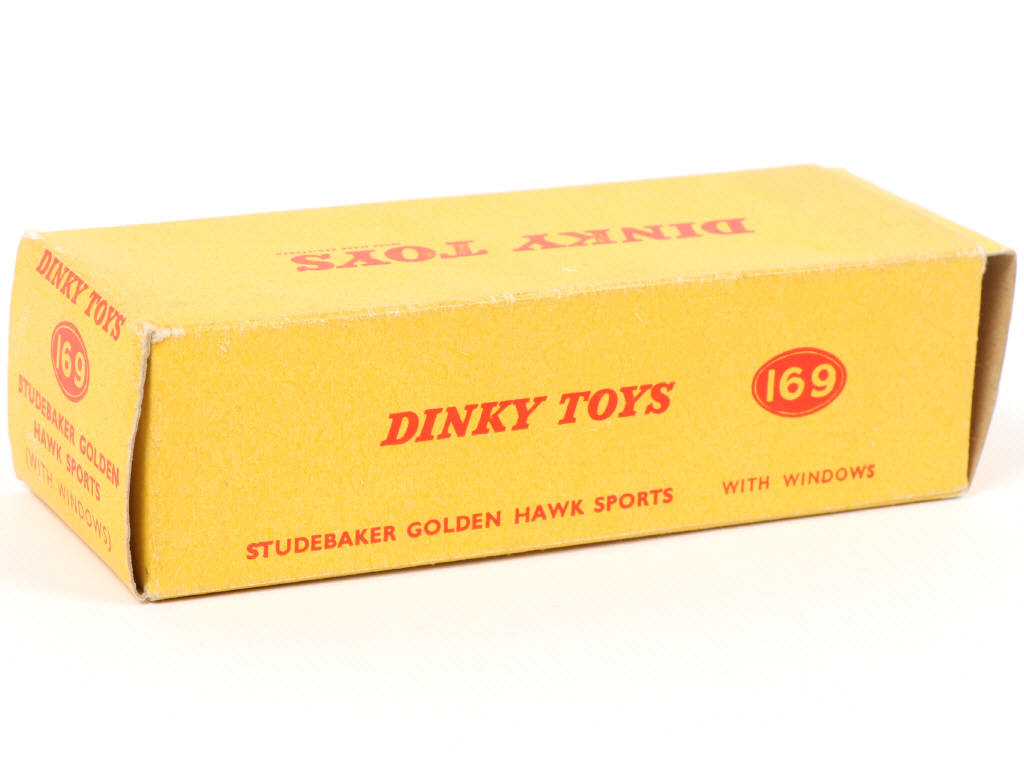 DINKY TOYS
DINKY TOYS
169
STUDEBAKER GOLDEN
HAWK SPORTS
(WITH WINDOWS)
DINKY TOYS
169
STUDEBAKER GOLDEN HAWK SPORTS
WITH WINDOWS